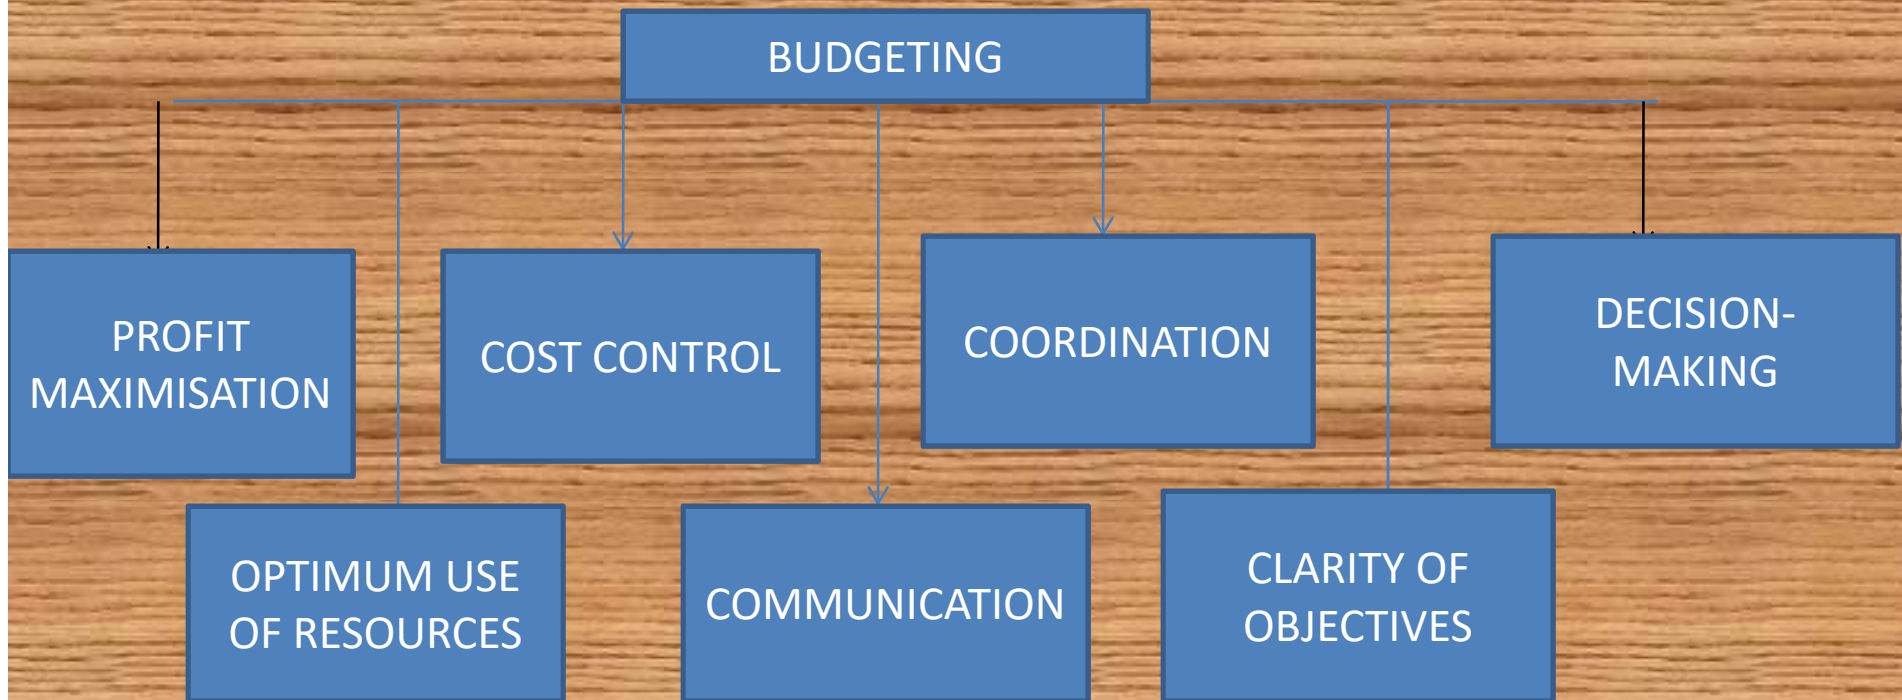 BUDGETING
PROFIT
MAXIMISATION
COST CONTROL
COORDINATION
DECISION-
MAKING
OPTIMUM USE
OF RESOURCES
COMMUNICATION
CLARITY OF
OBJECTIVES